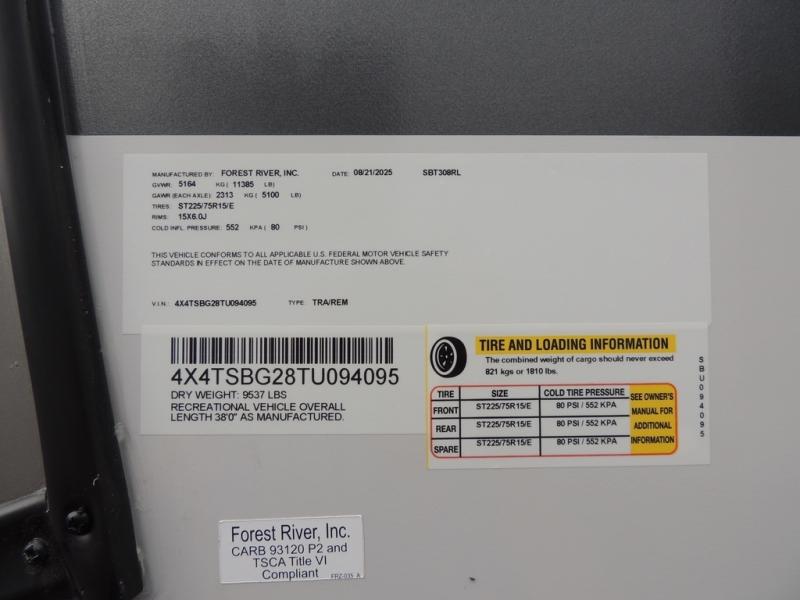 MANUFACTURED BY: FOREST RIVER, INC. DATE: 08/21/2025 SBT308RL
GVWR: 5164 KG ( 11385 LB)
GAWR (EACH AXLE): 2313 KG ( 5100 LB)
TIRES: ST225/75R15/E
RIMS: 15X6.0J
COLD INFL. PRESSURE: 552 KPA ( 80 PSI )
THIS VEHICLE CONFORMS TO ALL APPLICABLE U.S. FEDERAL MOTOR VEHICLE SAFETY
STANDARDS IN EFFECT ON THE DATE OF MANUFACTURE SHOWN ABOVE.
V.I.N.: 4X4TSBG28TU094095 TYPE: TRA/REM
4X4TSBG28TU094095
DRY WEIGHT: 9537 LBS
RECREATIONAL VEHICLE OVERALL
LENGTH 38'0" AS MANUFACTURED.
TIRE AND LOADING INFORMATION
The combined weight of cargo should never exceed
821 kgs or 1810 lbs.
TIRE SIZE COLD TIRE PRESSURE
FRONT ST225/75R15/E 80 PSI / 552 KPA
REAR ST225/75R15/E 80 PSI / 552 KPA
SPARE ST225/75R15/E 80 PSI / 552 KPA
SEE OWNER'S
MANUAL FOR
ADDITIONAL
INFORMATION
SBU094095
Forest River, Inc.
CARB 93120 P2 and
TSCA Title VI
Compliant
FRZ-035 A